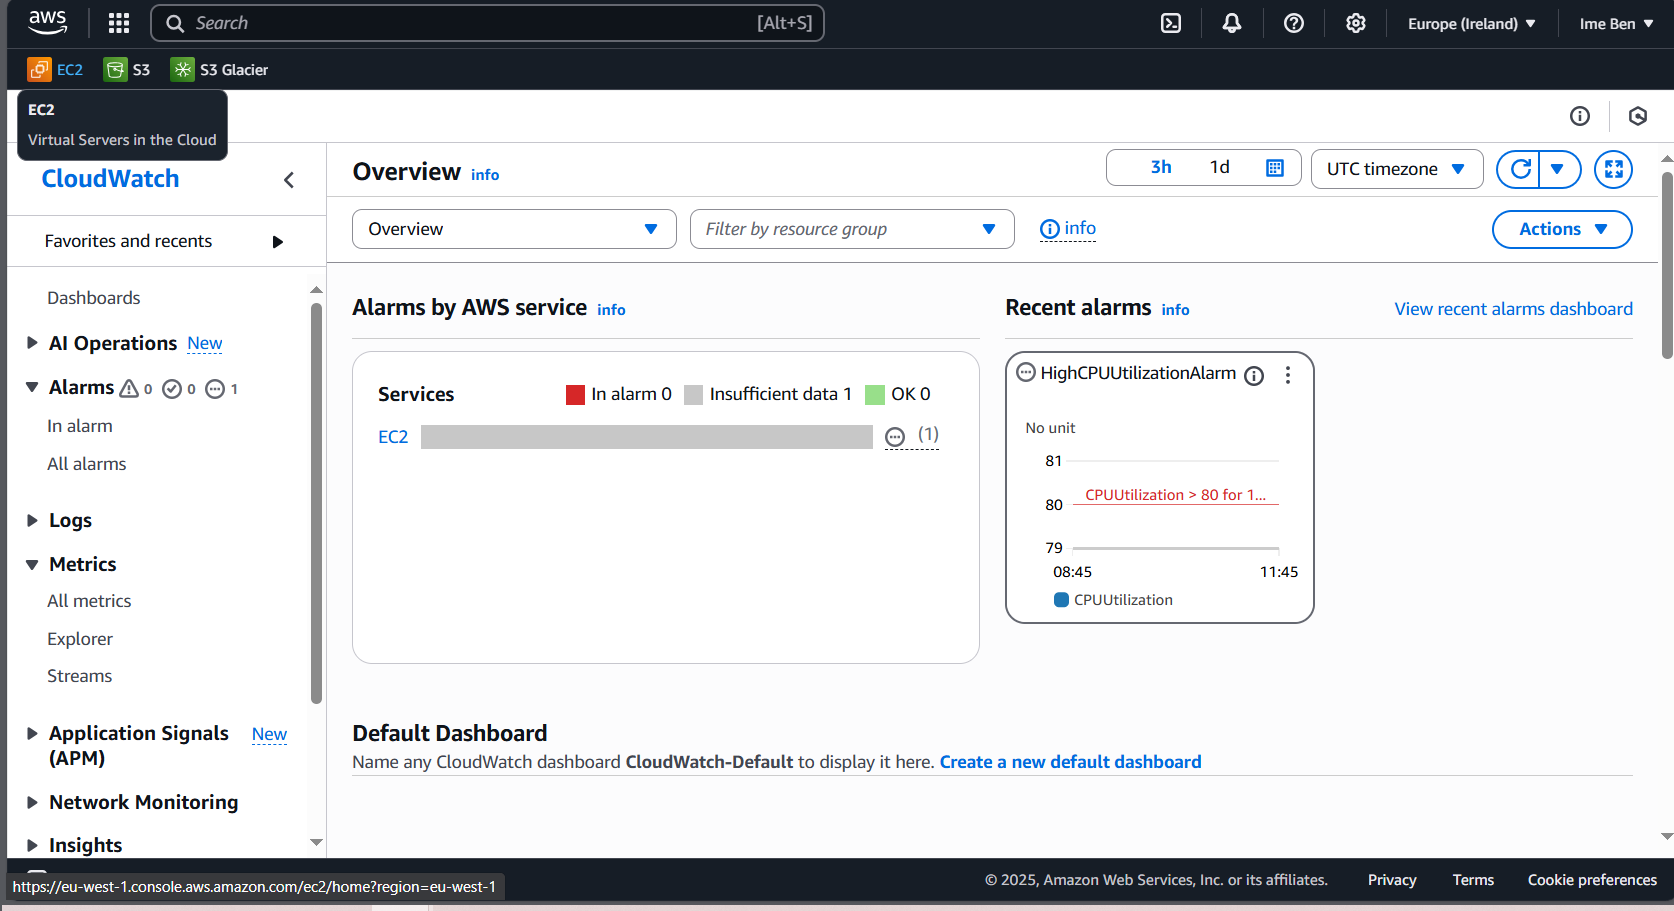 aws
Search [Alt+S]
Europe (Ireland)
Ime Ben
EC2 S3 S3 Glacier
EC2
Virtual Servers in the Cloud
CloudWatch
Favorites and recents
Dashboards
AI Operations New
Alarms 0 0 1
In alarm
All alarms
Logs
Metrics
All metrics
Explorer
Streams
Application Signals New
(APM)
Network Monitoring
Insights
Overview info
3h 1d
UTC timezone
Overview
Filter by resource group
info
Actions
Alarms by AWS service info
Services
In alarm 0 Insufficient data 1 OK 0
EC2 (1)
Recent alarms info
View recent alarms dashboard
HighCPUUtilizationAlarm
No unit
81
CPUUtilization > 80 for 1...
80
79
08:45 11:45
CPUUtilization
Default Dashboard
Name any CloudWatch dashboard CloudWatch-Default to display it here. Create a new default dashboard
https://eu-west-1.console.aws.amazon.com/ec2/home?region=eu-west-1
© 2025, Amazon Web Services, Inc. or its affiliates.
Privacy Terms Cookie preferences